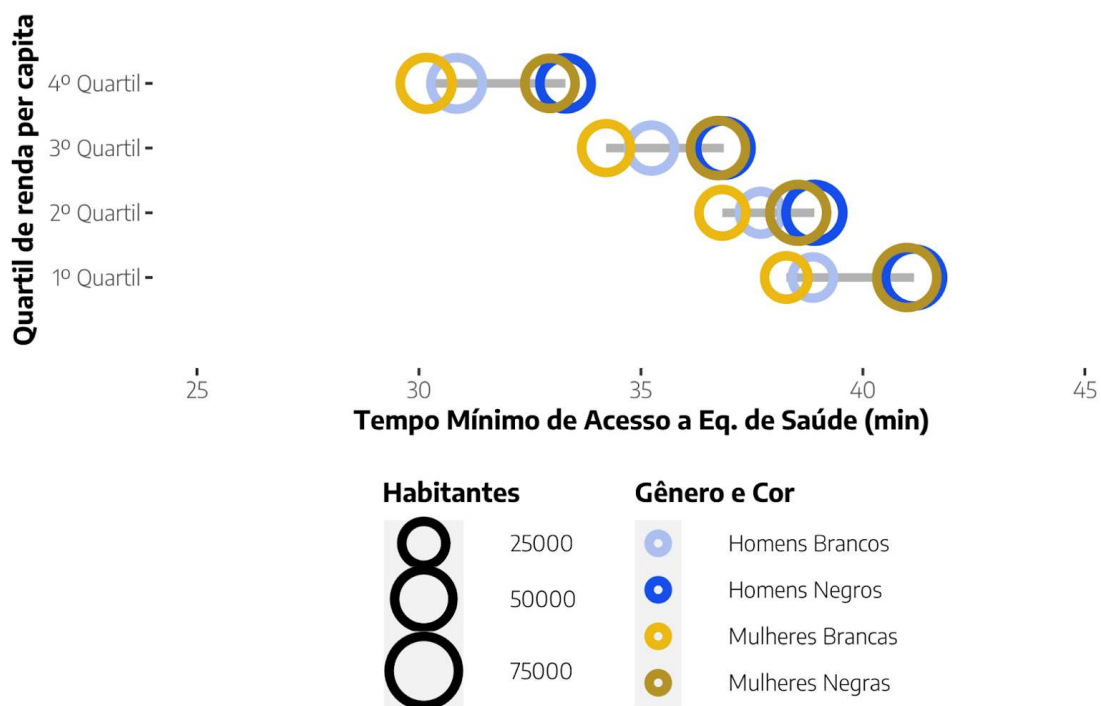 Quartil de renda per capita
4º Quartil
3º Quartil
2º Quartil
1º Quartil
25 30 35 40 45
Tempo Mínimo de Acesso a Eq. de Saúde (min)
Habitantes
25000
50000
75000
Gênero e Cor
Homens Brancos
Homens Negros
Mulheres Brancas
Mulheres Negras